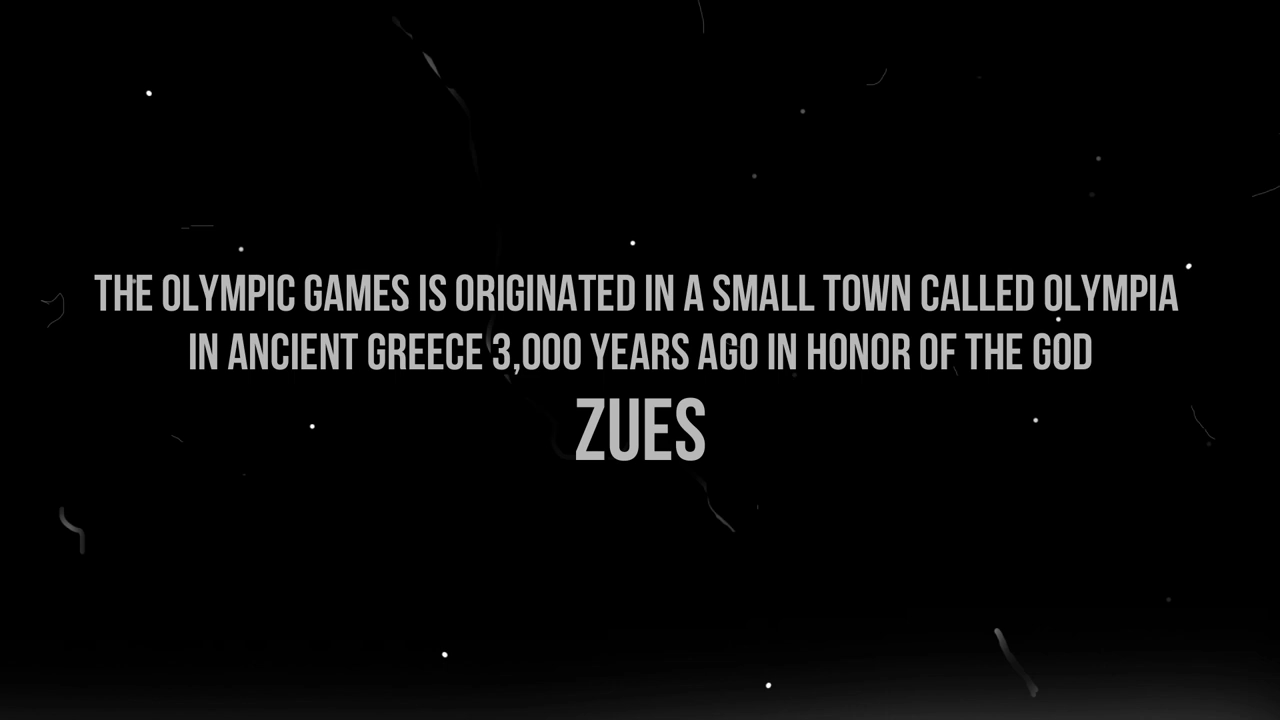 THE OLYMPIC GAMES IS ORIGINATED IN A SMALL TOWN CALLED OLYMPIA
IN ANCIENT GREECE 3,000 YEARS AGO IN HONOR OF THE GOD
ZUES